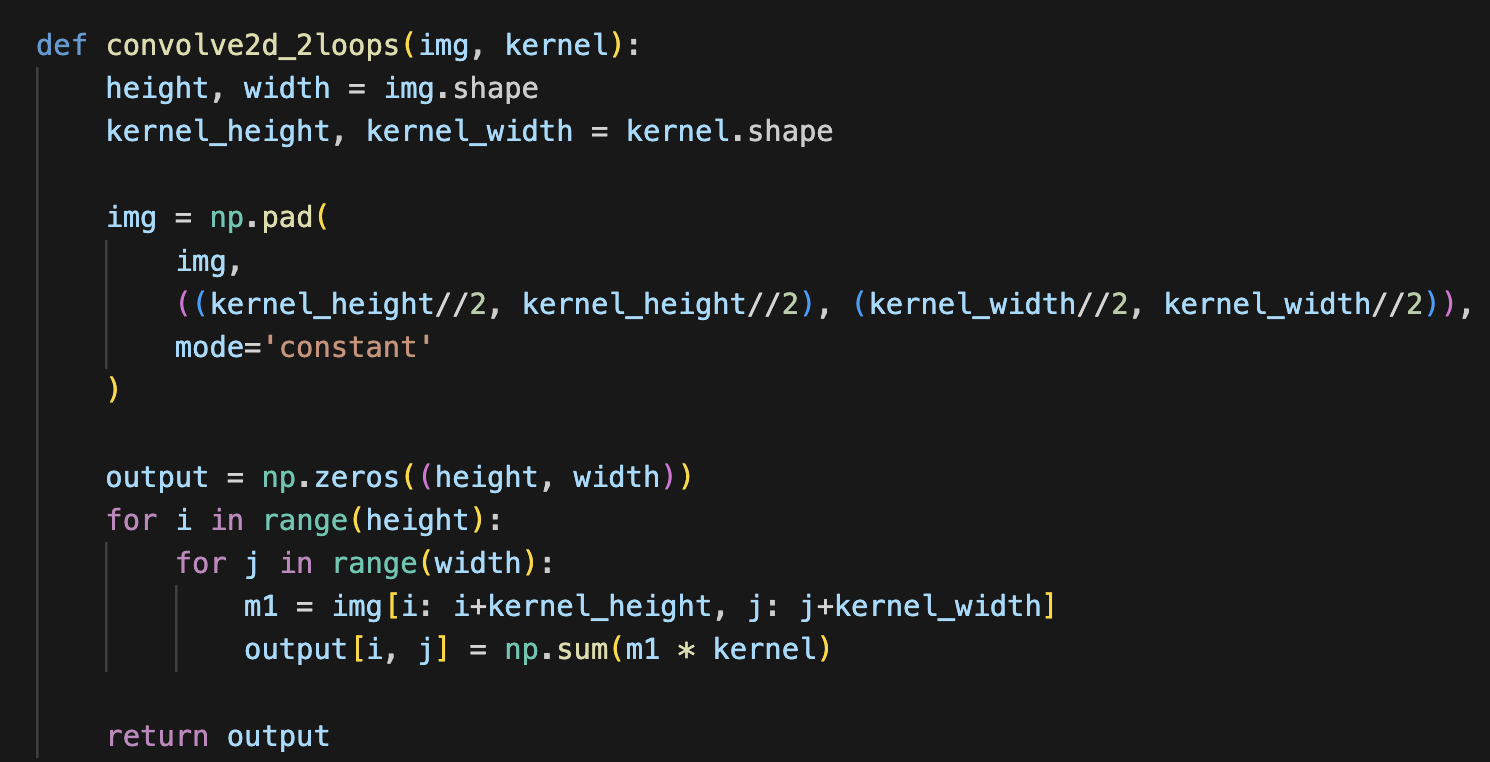 def convolve2d_2loops(img, kernel):
    height, width = img.shape
    kernel_height, kernel_width = kernel.shape

    img = np.pad(
        img,
        ((kernel_height//2, kernel_height//2), (kernel_width//2, kernel_width//2)),
        mode='constant'
    )

    output = np.zeros((height, width))
    for i in range(height):
        for j in range(width):
            m1 = img[i: i+kernel_height, j: j+kernel_width]
            output[i, j] = np.sum(m1 * kernel)

    return output